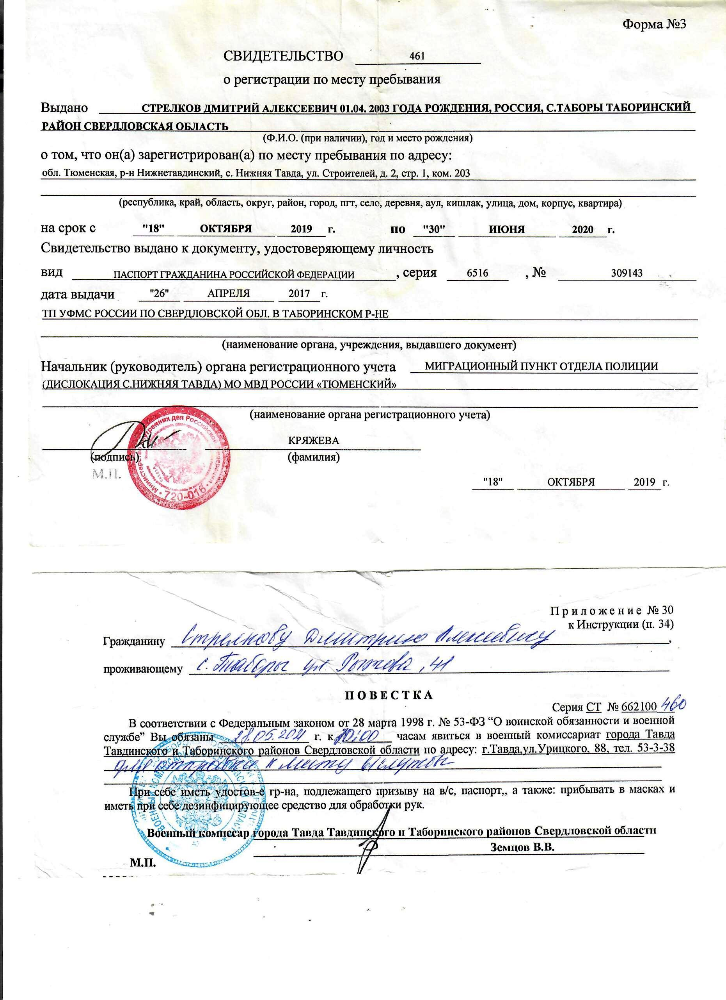 Форма №3
СВИДЕТЕЛЬСТВО 461
о регистрации по месту пребывания
Выдано СТРЕЛКОВ ДМИТРИЙ АЛЕКСЕЕВИЧ 01.04. 2003 ГОДА РОЖДЕНИЯ, РОССИЯ, С.ТАБОРЫ ТАБОРИНСКИЙ
РАЙОН СВЕРДЛОВСКАЯ ОБЛАСТЬ
(Ф.И.О. (при наличии), год и место рождения)
о том, что он(а) зарегистрирован(а) по месту пребывания по адресу:
обл. Тюменская, р-н Нижнетавдинский, с. Нижняя Тавда, ул. Строителей, д. 2, стр. 1, ком. 203
(республика, край, область, округ, район, город, пгт, село, деревня, аул, кишлак, улица, дом, корпус, квартира)
на срок с "18" ОКТЯБРЯ 2019 г. по "30" ИЮНЯ 2020 г.
Свидетельство выдано к документу, удостоверяющему личность
вид ПАСПОРТ ГРАЖДАНИНА РОССИЙСКОЙ ФЕДЕРАЦИИ , серия 6516 , № 309143
дата выдачи "26" АПРЕЛЯ 2017 г.
ТП УФМС РОССИИ ПО СВЕРДЛОВСКОЙ ОБЛ. В ТАБОРИНСКОМ Р-НЕ
(наименование органа, учреждения, выдавшего документ)
Начальник (руководитель) органа регистрационного учета МИГРАЦИОННЫЙ ПУНКТ ОТДЕЛА ПОЛИЦИИ
(ДИСЛОКАЦИЯ С.НИЖНЯЯ ТАВДА) МО МВД РОССИИ «ТЮМЕНСКИЙ»
(наименование органа регистрационного учета)
КРЯЖЕВА
(подпись) (фамилия)
М.П.
720-016
"18" ОКТЯБРЯ 2019 г.
Приложение № 30
к Инструкции (п. 34)
Гражданину Стрелкову Дмитрию Алексеевичу ,
проживающему с. Таборы ул. Рыжова, 41
ПОВЕСТКА
Серия СТ № 662100 460
В соответствии с Федеральным законом от 28 марта 1998 г. № 53-ФЗ “О воинской обязанности и военной
службе” Вы обязаны 28.05.2021 г. к 10:00 часам явиться в военный комиссариат города Тавда
Тавдинского и Таборинского районов Свердловской области по адресу: г.Тавда,ул.Урицкого, 88, тел. 53-3-38
для отправки к месту службы
При себе иметь удостов-е гр-на, подлежащего призыву на в/с, паспорт,, а также: прибывать в масках и
иметь при себе дезинфицирующее средство для обработки рук.
Военный комиссар города Тавда Тавдинского и Таборинского районов Свердловской области
Земцов В.В.
М.П.